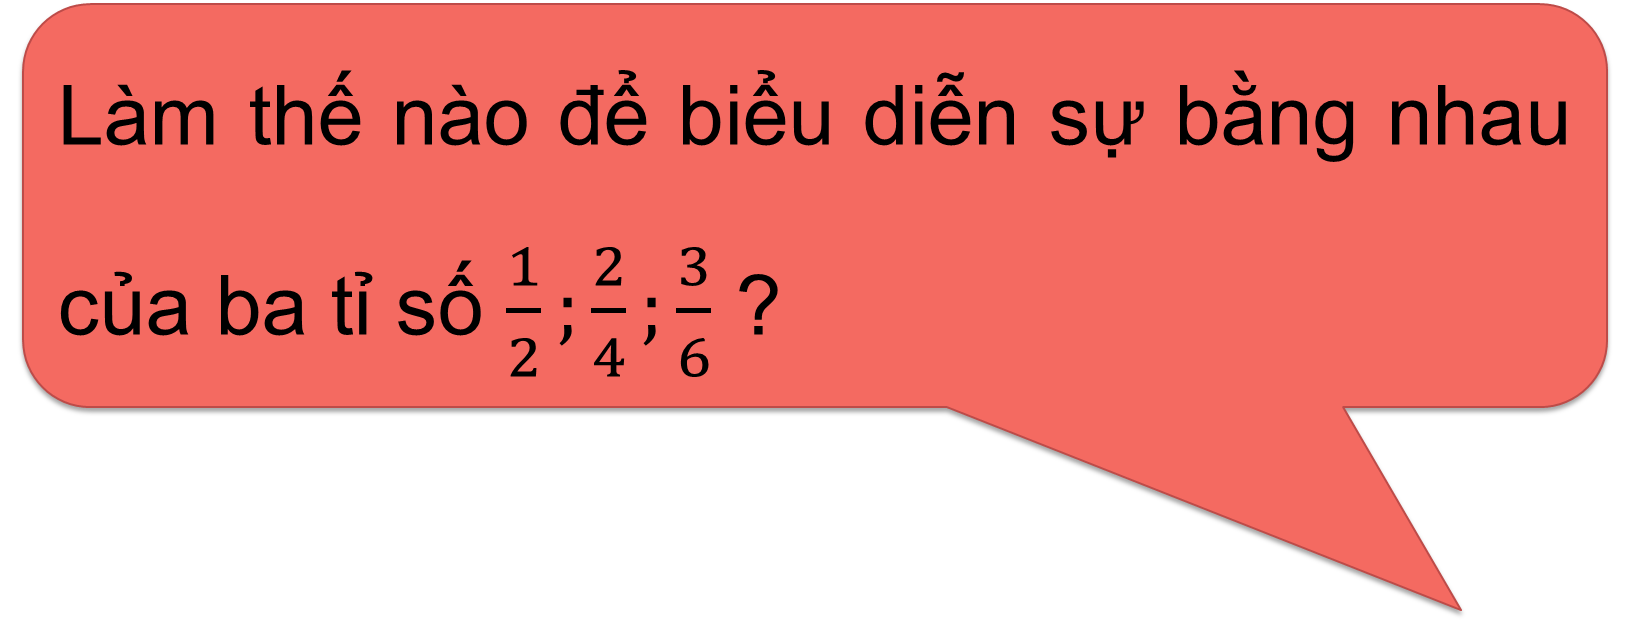 Làm thế nào để biểu diễn sự bằng nhau
của ba tỉ số 1/2 ; 2/4 ; 3/6 ?